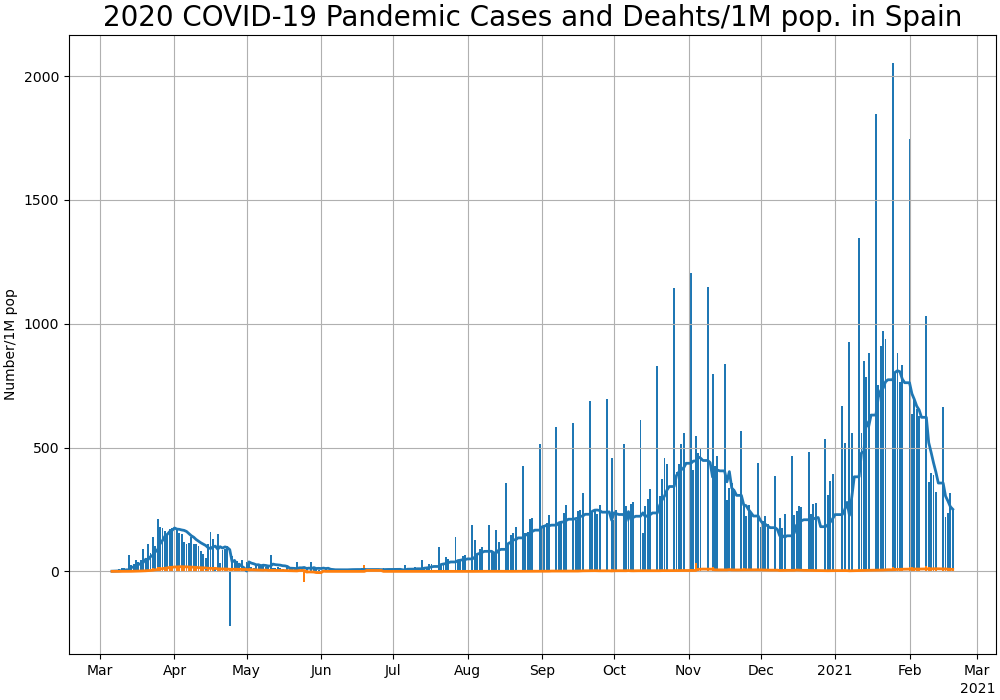 2020 COVID-19 Pandemic Cases and Deahts/1M pop. in Spain
Number/1M pop
2000
1500
1000
500
0
Mar Apr May Jun Jul Aug Sep Oct Nov Dec 2021 Feb Mar
2021